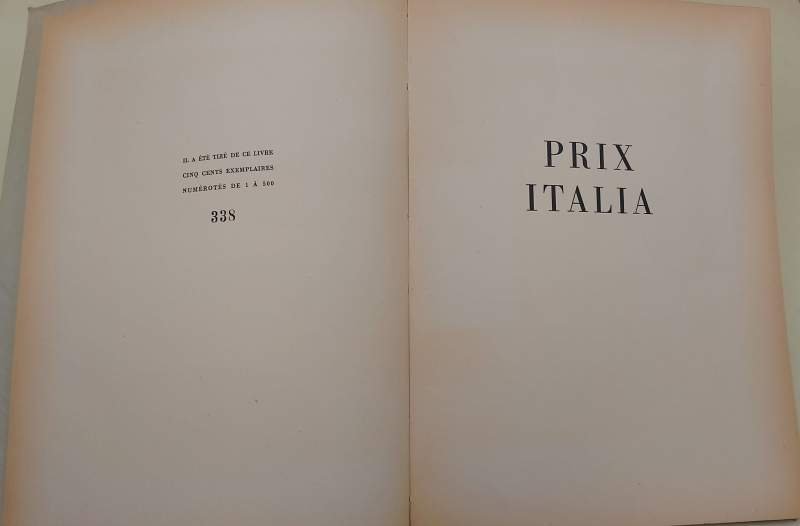 IL A ÉTÉ TIRÉ DE CE LIVRE
CINQ CENTS EXEMPLAIRES
NUMÉROTÉS DE 1 À 500
338
PRIX
ITALIA